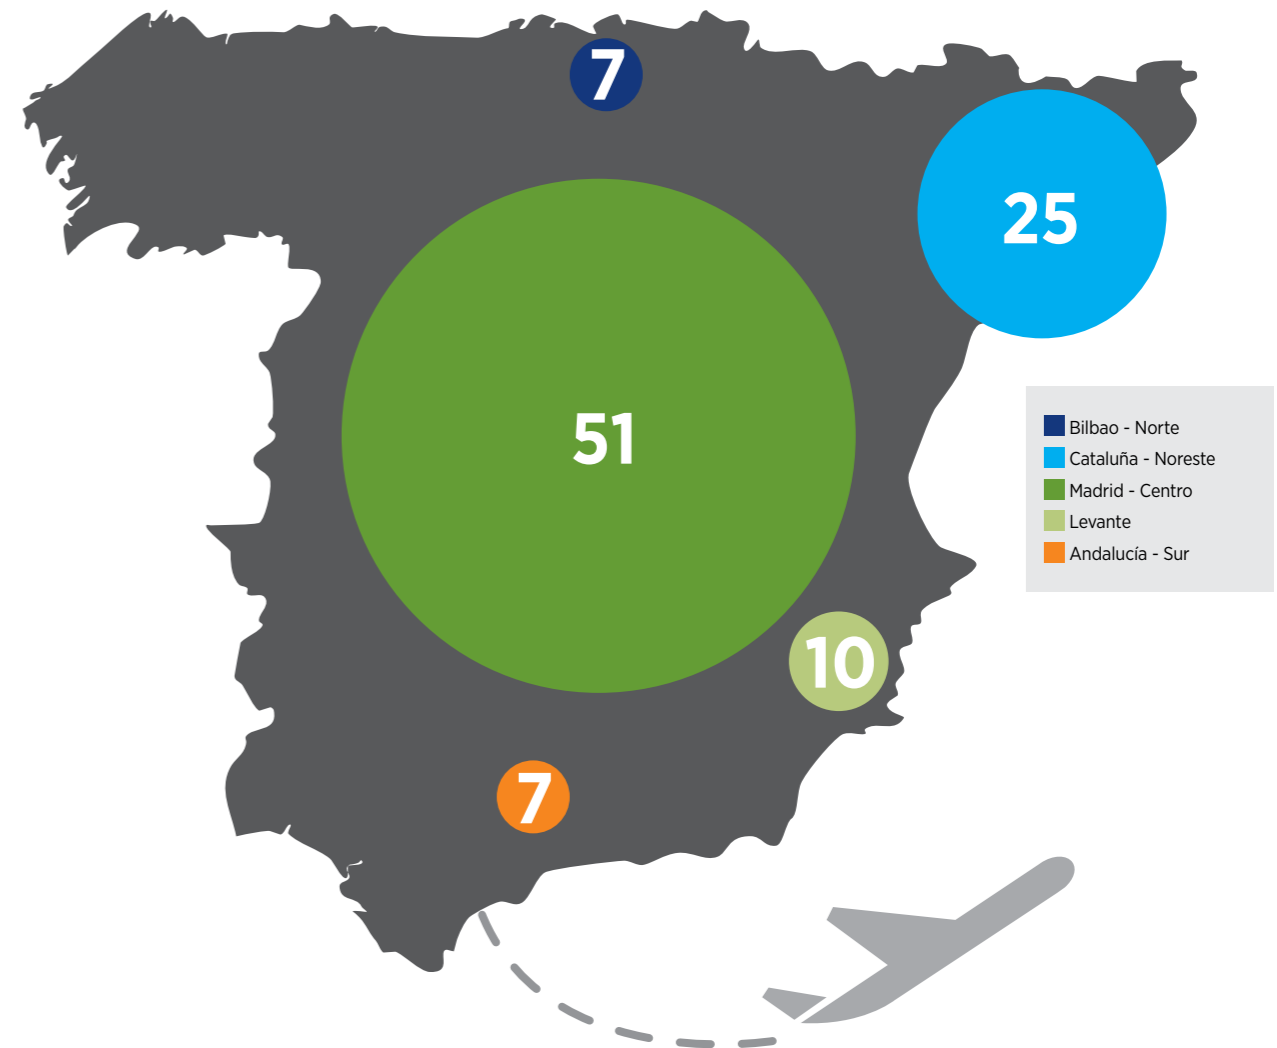 7
25
51
Bilbao - Norte
Cataluña - Noreste
Madrid - Centro
Levante
Andalucía - Sur
10
7